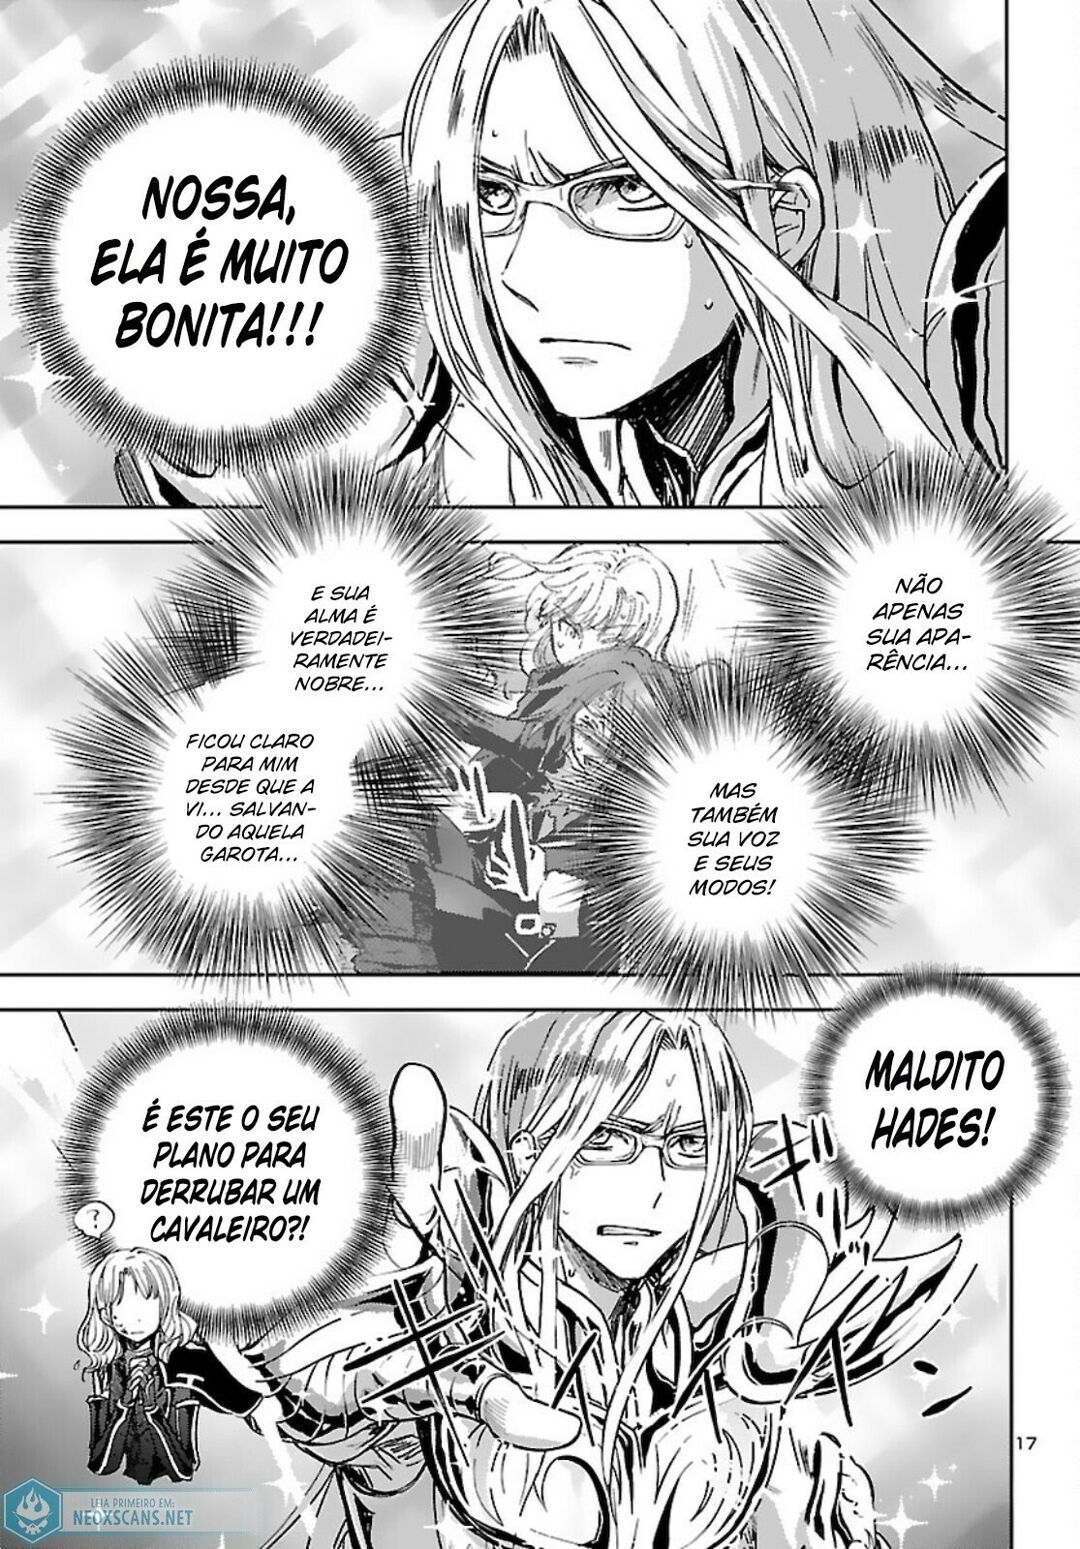 NOSSA,
ELA É MUITO
BONITA!!!
NÃO
APENAS
SUA APA-
RÊNCIA...
MAS
TAMBÉM
SUA VOZ
E SEUS
MODOS!
E SUA
ALMA É
VERDADEI-
RAMENTE
NOBRE...
FICOU CLARO
PARA MIM
DESDE QUE A
VI... SALVAN-
DO AQUELA
GAROTA...
MALDITO
HADES!
É ESTE O SEU
PLANO PARA
DERRUBAR UM
CAVALEIRO?!
?
17
LEIA PRIMEIRO EM:
NEOXSCANS.NET